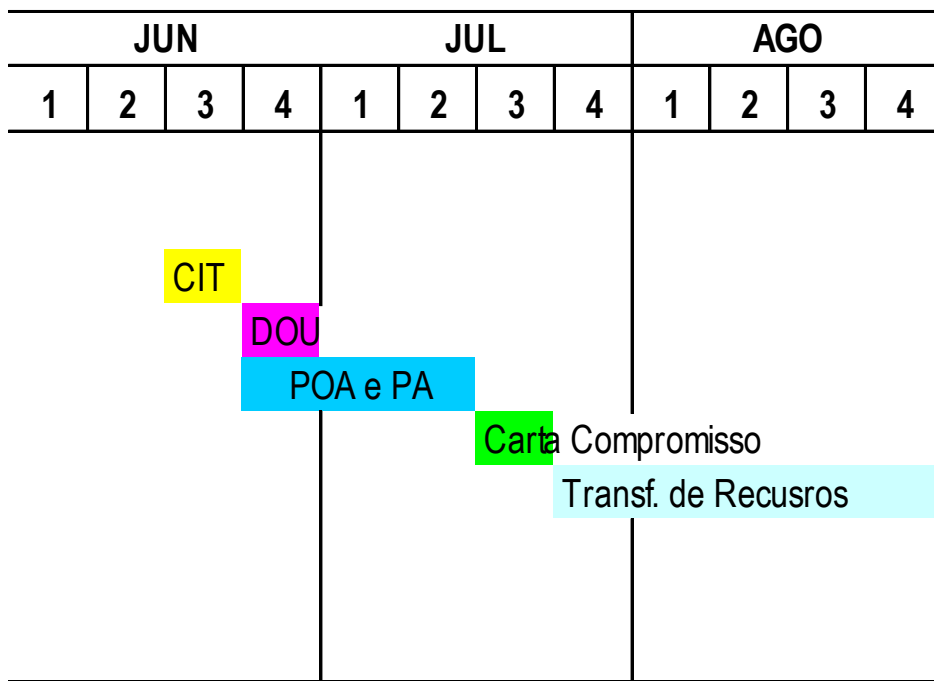 JUN JUL AGO
1 2 3 4 1 2 3 4 1 2 3 4
CIT
DOU
POA e PA
Carta Compromisso
Transf. de Recusros